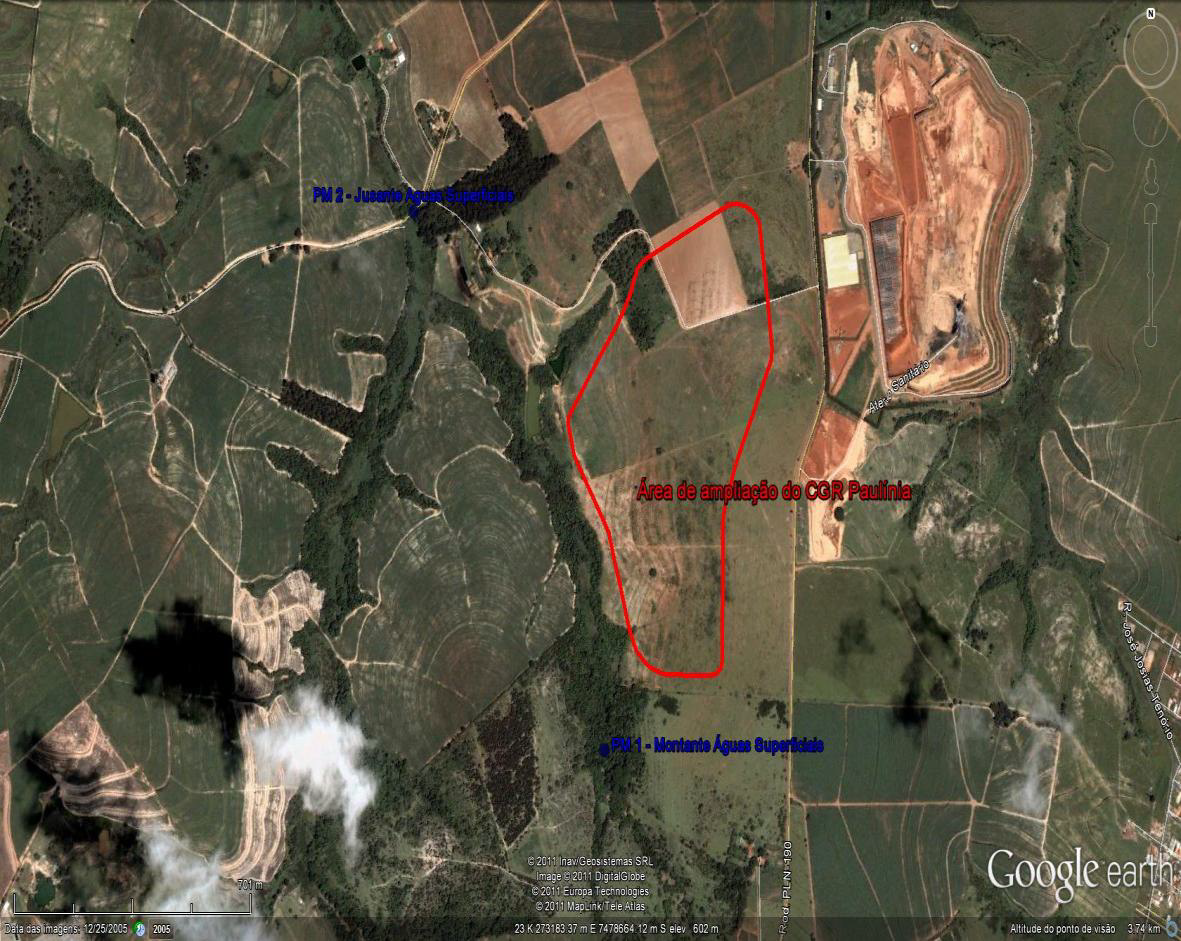 N
PM 2 - Jusante Águas Superficiais
Aterro Sanitário
Área de ampliação do CGR Paulínia
R. José Josias Tenório
PM 1 - Montante Águas Superficiais
Rod. PLN-190
© 2011 Inav/Geosistemas SRL
Image © 2011 DigitalGlobe
© 2011 Europa Technologies
© 2011 MapLink/Tele Atlas
Google earth
701 m
Data das imagens: 12/25/2005 2005
23 K 273183.37 m E 7478664.12 m S elev 602 m
Altitude do ponto de visão 3.74 km